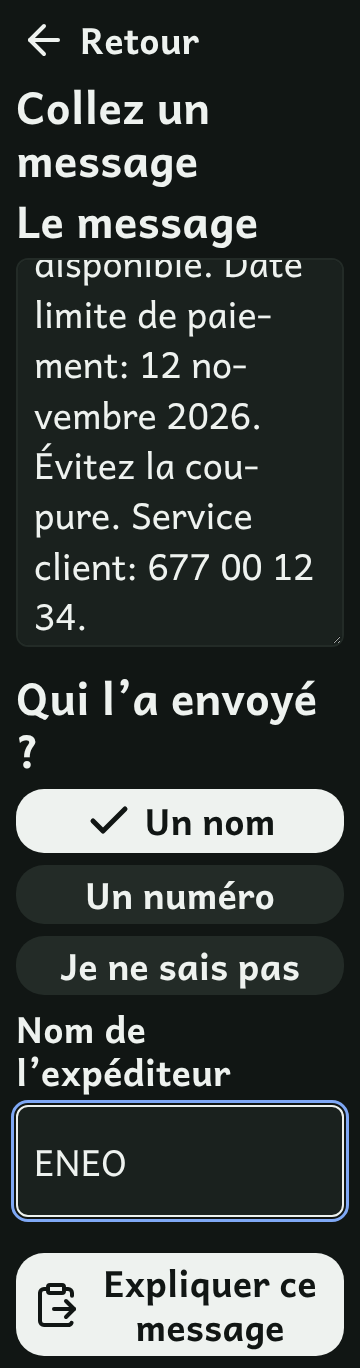 Retour
Collez un
message
Le message
disponible. Date
limite de paie-
ment: 12 no-
vembre 2026.
Évitez la cou-
pure. Service
client: 677 00 12
34.
Qui l’a envoyé
?
Un nom
Un numéro
Je ne sais pas
Nom de
l’expéditeur
ENEO
Expliquer ce
message